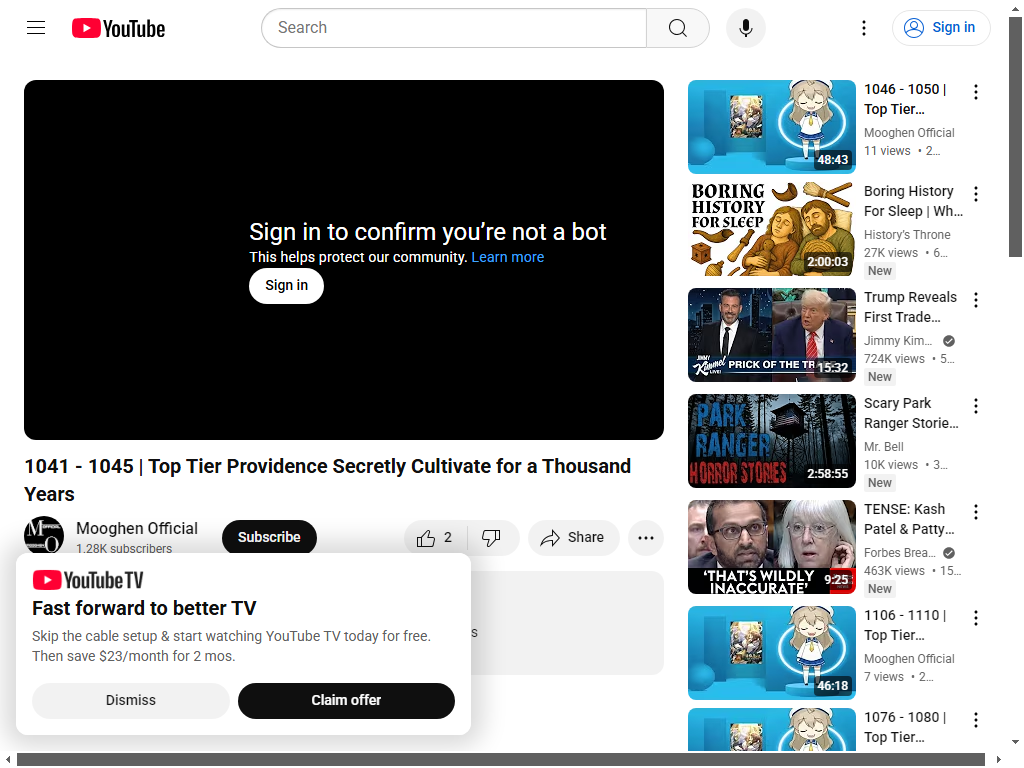 YouTube
Search
Sign in
Sign in to confirm you’re not a bot
This helps protect our community. Learn more
Sign in
1041 - 1045 | Top Tier Providence Secretly Cultivate for a Thousand
Years
Mooghen Official
1.28K subscribers
Subscribe
2
Share
YouTube TV
Fast forward to better TV
Skip the cable setup & start watching YouTube TV today for free.
Then save $23/month for 2 mos.
Dismiss
Claim offer
48:43
1046 - 1050 |
Top Tier...
Mooghen Official
11 views • 2...
BORING
HISTORY
FOR SLEEP
2:00:03
Boring History
For Sleep | Wh...
History's Throne
27K views • 6...
New
JIMMY
Kimmel
LIVE!
PRICK OF THE TR
15:32
Trump Reveals
First Trade...
Jimmy Kim...
724K views • 5...
New
PARK
RANGER
HORROR STORIES
2:58:55
Scary Park
Ranger Storie...
Mr. Bell
10K views • 3...
New
‘THAT'S WILDLY
INACCURATE’
9:25
TENSE: Kash
Patel & Patty...
Forbes Brea...
463K views • 15...
New
46:18
1106 - 1110 |
Top Tier...
Mooghen Official
7 views • 2...
1076 - 1080 |
Top Tier...